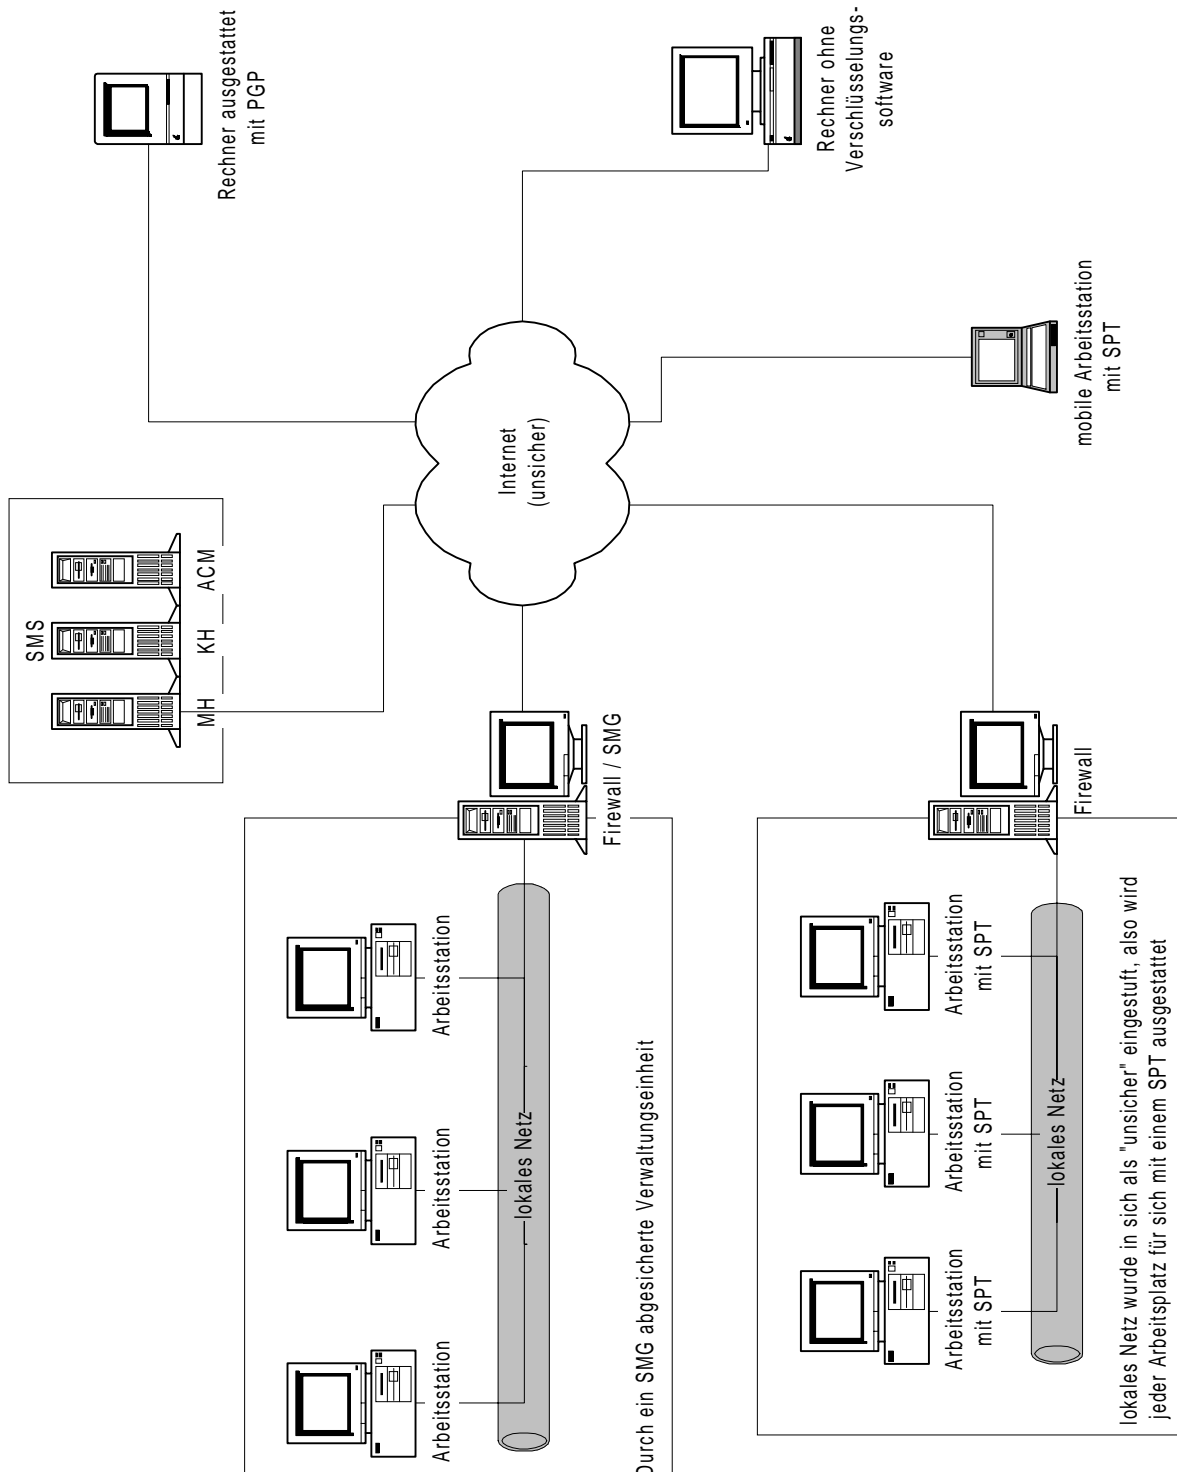 Rechner ausgestattet
mit PGP
Rechner ohne
Verschlüsselungs-
software
SMS
MH
KH
ACM
Internet
(unsicher)
mobile Arbeitsstation
mit SPT
Firewall / SMG
Firewall
Arbeitsstation
Arbeitsstation
Arbeitsstation
lokales Netz
Durch ein SMG abgesicherte Verwaltungseinheit
Arbeitsstation
mit SPT
Arbeitsstation
mit SPT
Arbeitsstation
mit SPT
lokales Netz
lokales Netz wurde in sich als "unsicher" eingestuft, also wird
jeder Arbeitsplatz für sich mit einem SPT ausgestattet